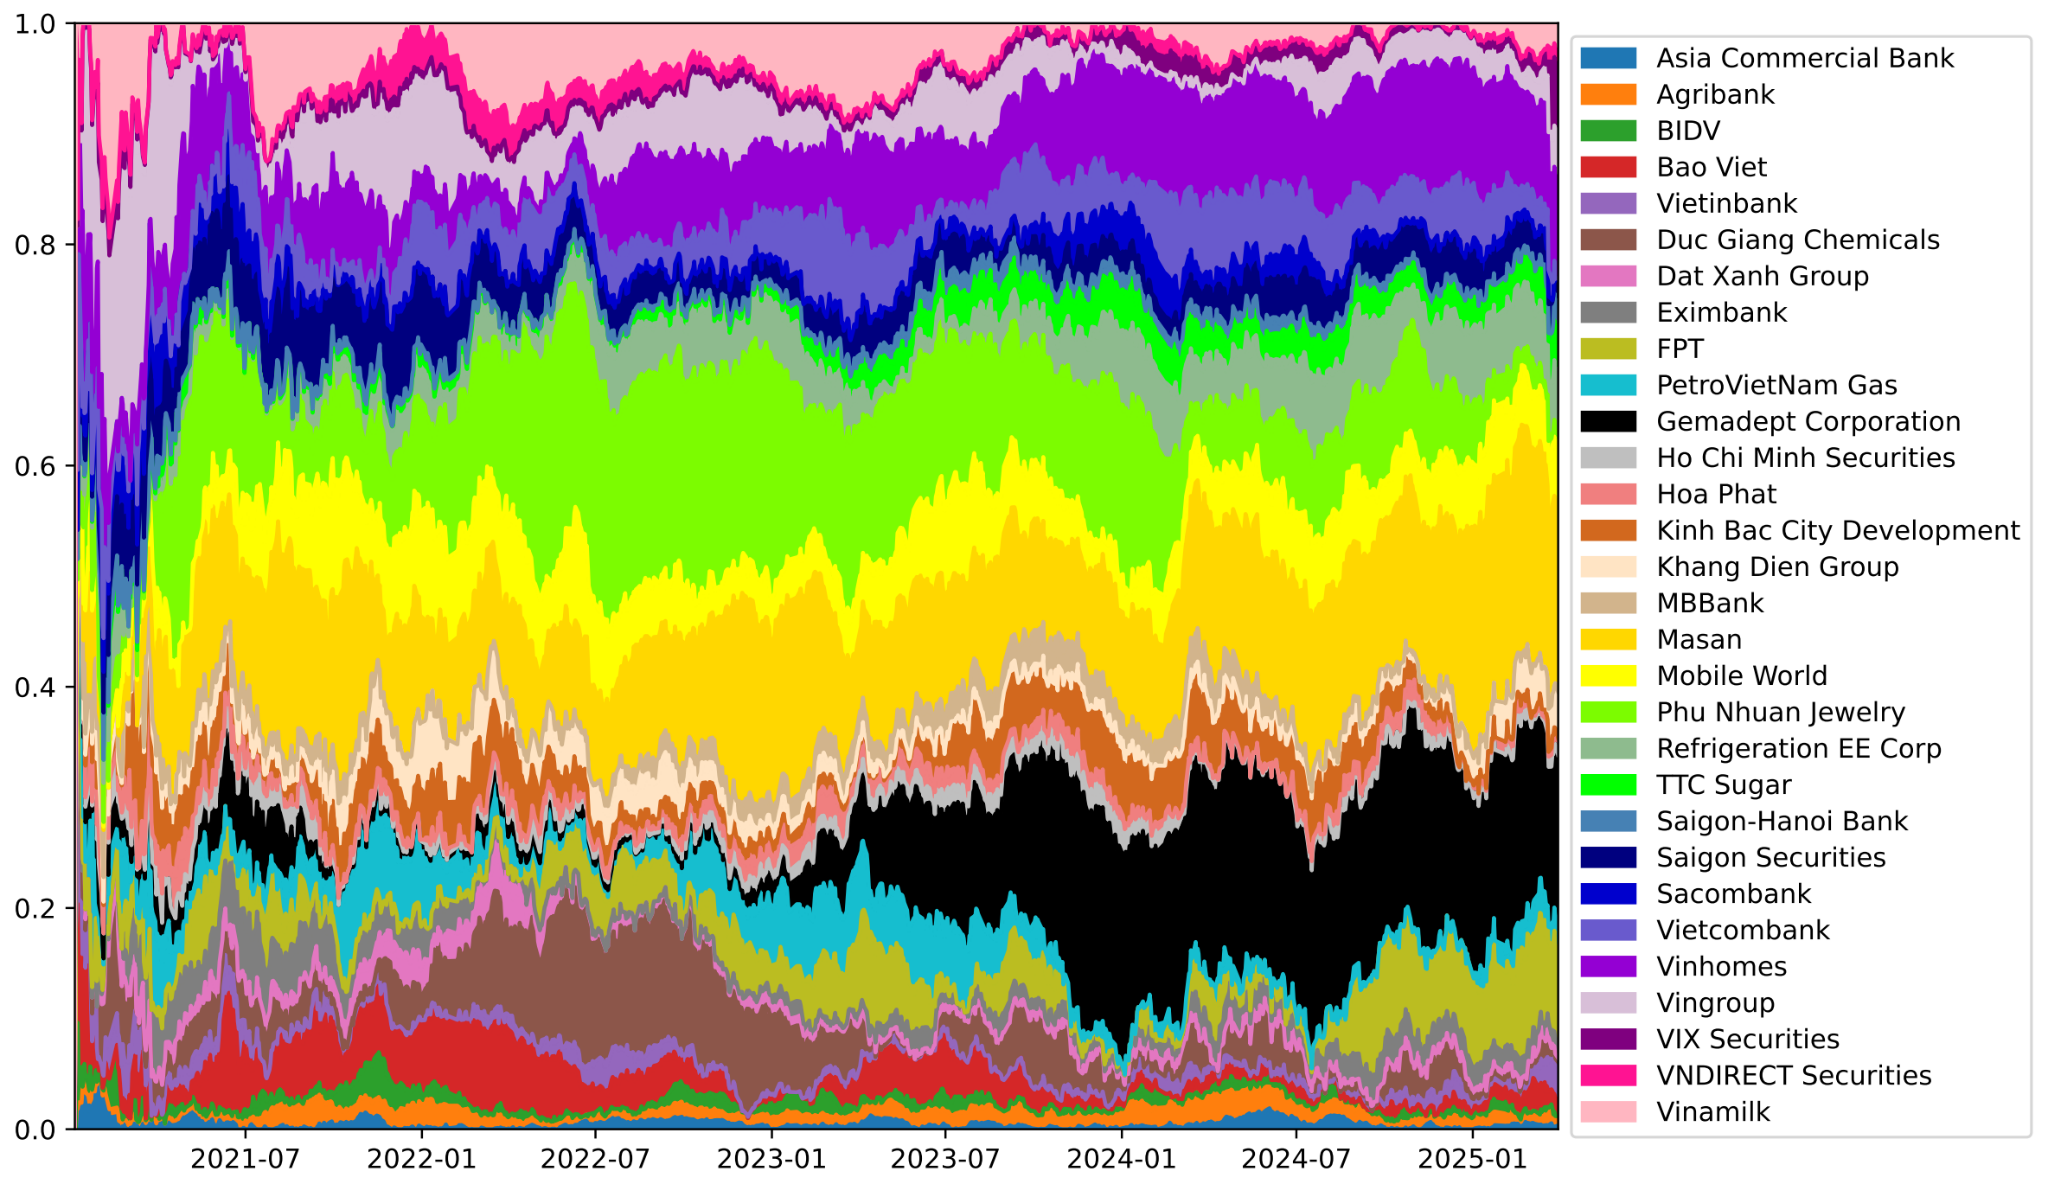 1.0
0.8
0.6
0.4
0.2
0.0
2021-07 2022-01 2022-07 2023-01 2023-07 2024-01 2024-07 2025-01
Asia Commercial Bank
Agribank
BIDV
Bao Viet
Vietinbank
Duc Giang Chemicals
Dat Xanh Group
Eximbank
FPT
PetroVietNam Gas
Gemadept Corporation
Ho Chi Minh Securities
Hoa Phat
Kinh Bac City Development
Khang Dien Group
MBBank
Masan
Mobile World
Phu Nhuan Jewelry
Refrigeration EE Corp
TTC Sugar
Saigon-Hanoi Bank
Saigon Securities
Sacombank
Vietcombank
Vinhomes
Vingroup
VIX Securities
VNDIRECT Securities
Vinamilk